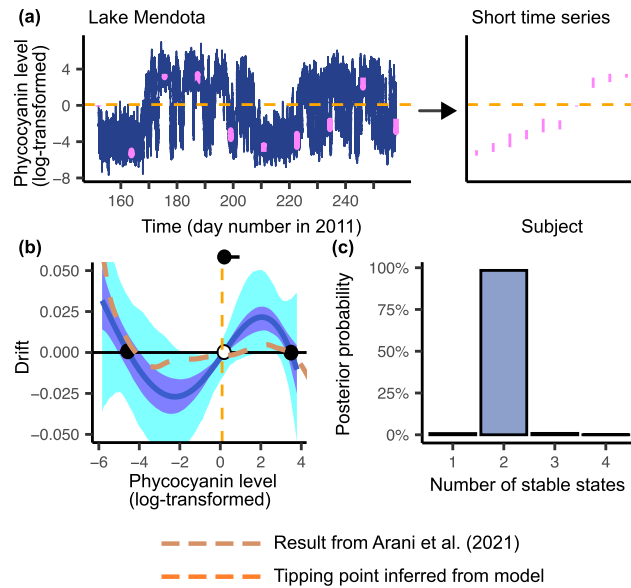 (a) Lake Mendota
Short time series
Phycocyanin level
(log-transformed)
4
0
−4
−8
160
180
200
220
240
Time (day number in 2011)
Subject
(b)
(c)
0.050
0.025
0.000
−0.025
−0.050
Drift
−6
−4
−2
0
2
4
Phycocyanin level
(log-transformed)
Posterior probability
100%
75%
50%
25%
0%
1
2
3
4
Number of stable states
Result from Arani et al. (2021)
Tipping point inferred from model